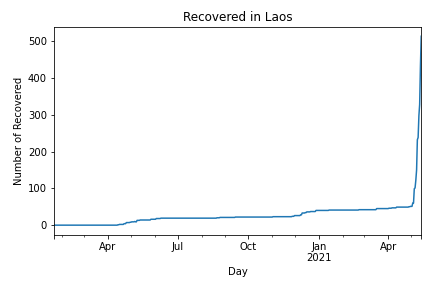 Recovered in Laos
Number of Recovered
500
400
300
200
100
0
Apr
Jul
Oct
Jan
2021
Apr
Day